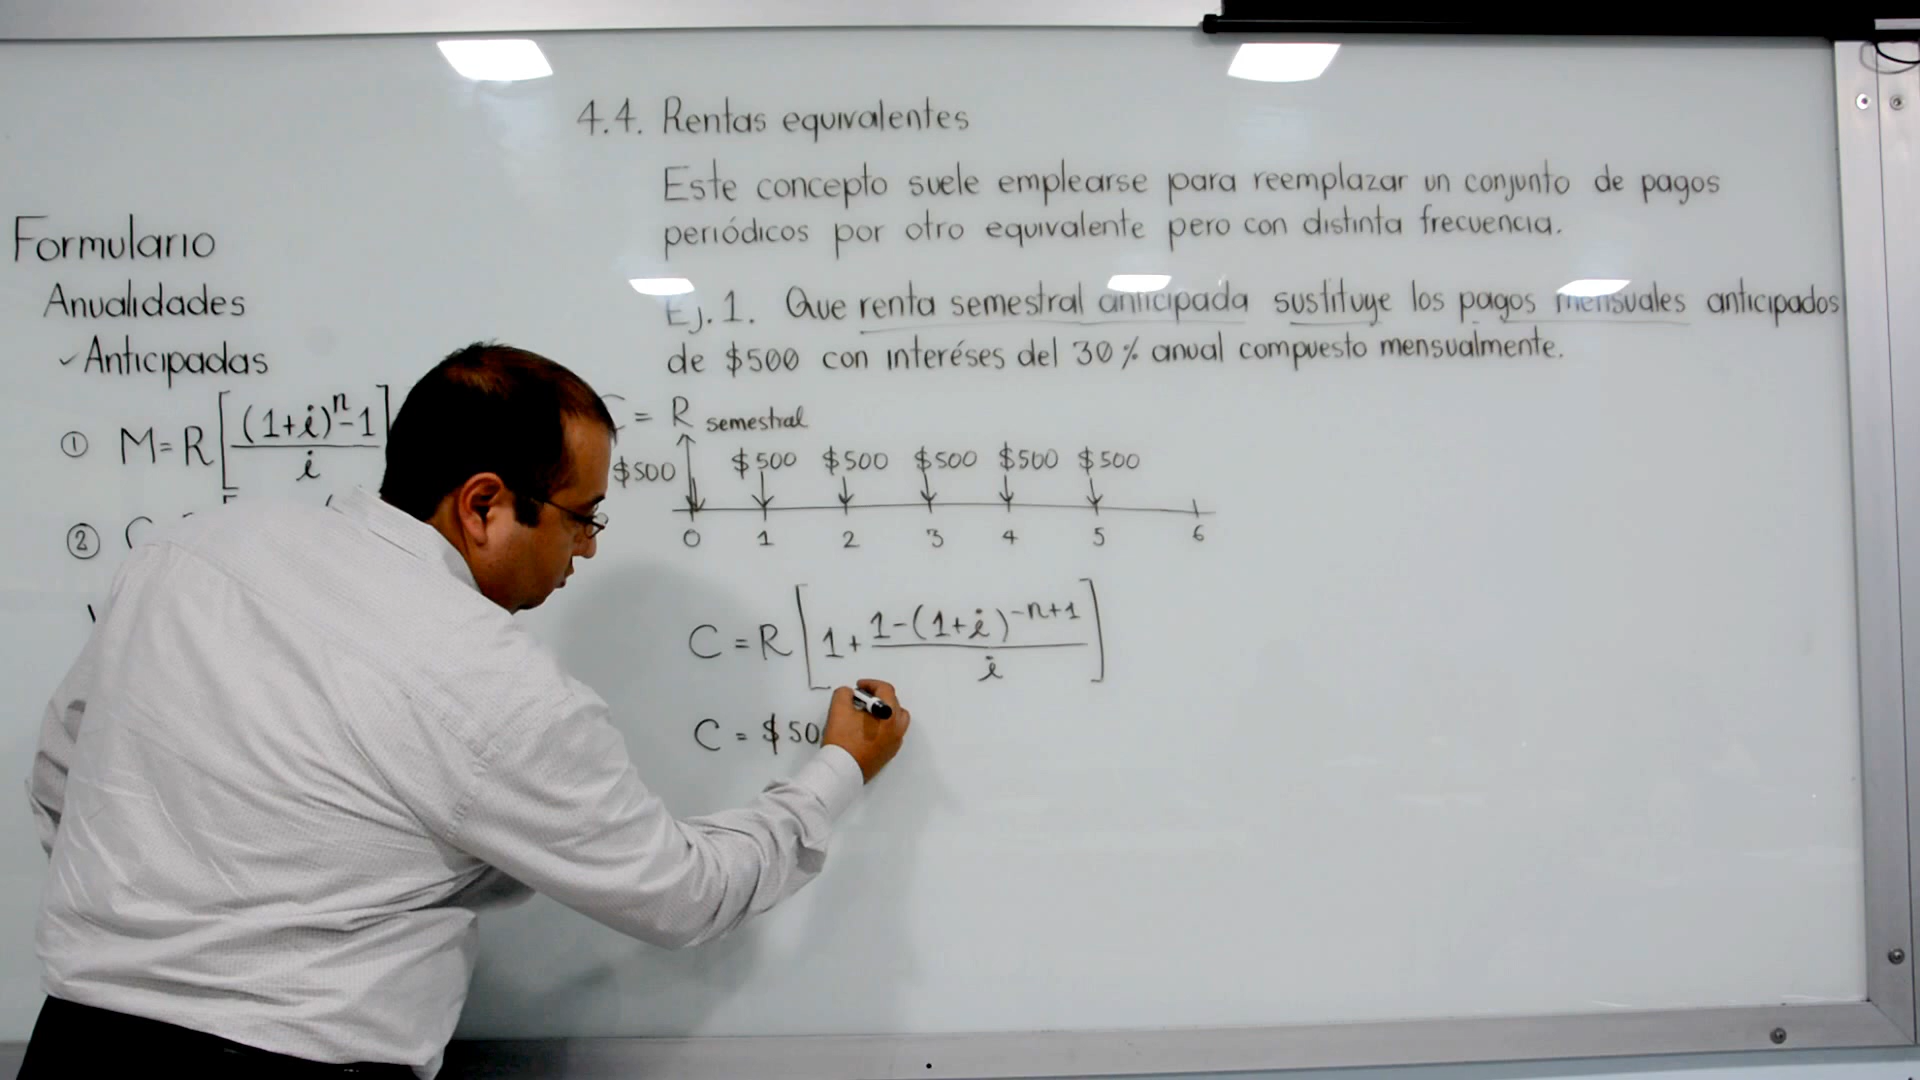 4.4. Rentas equivalentes
Este concepto suele emplearse para reemplazar un conjunto de pagos
periódicos por otro equivalente pero con distinta frecuencia.
Ej. 1. Que renta semestral anticipada sustituye los pagos mensuales anticipados
de $500 con interéses del 30% anual compuesto mensualmente.
Formulario
Anualidades
✓Anticipadas
① M=R[(1+i)^n-1]/i
② C
C = R semestral
$500 $500 $500 $500 $500 $500
0 1 2 3 4 5 6
C = R[1+ (1-(1+i)^-n+1)/i]
C = $50